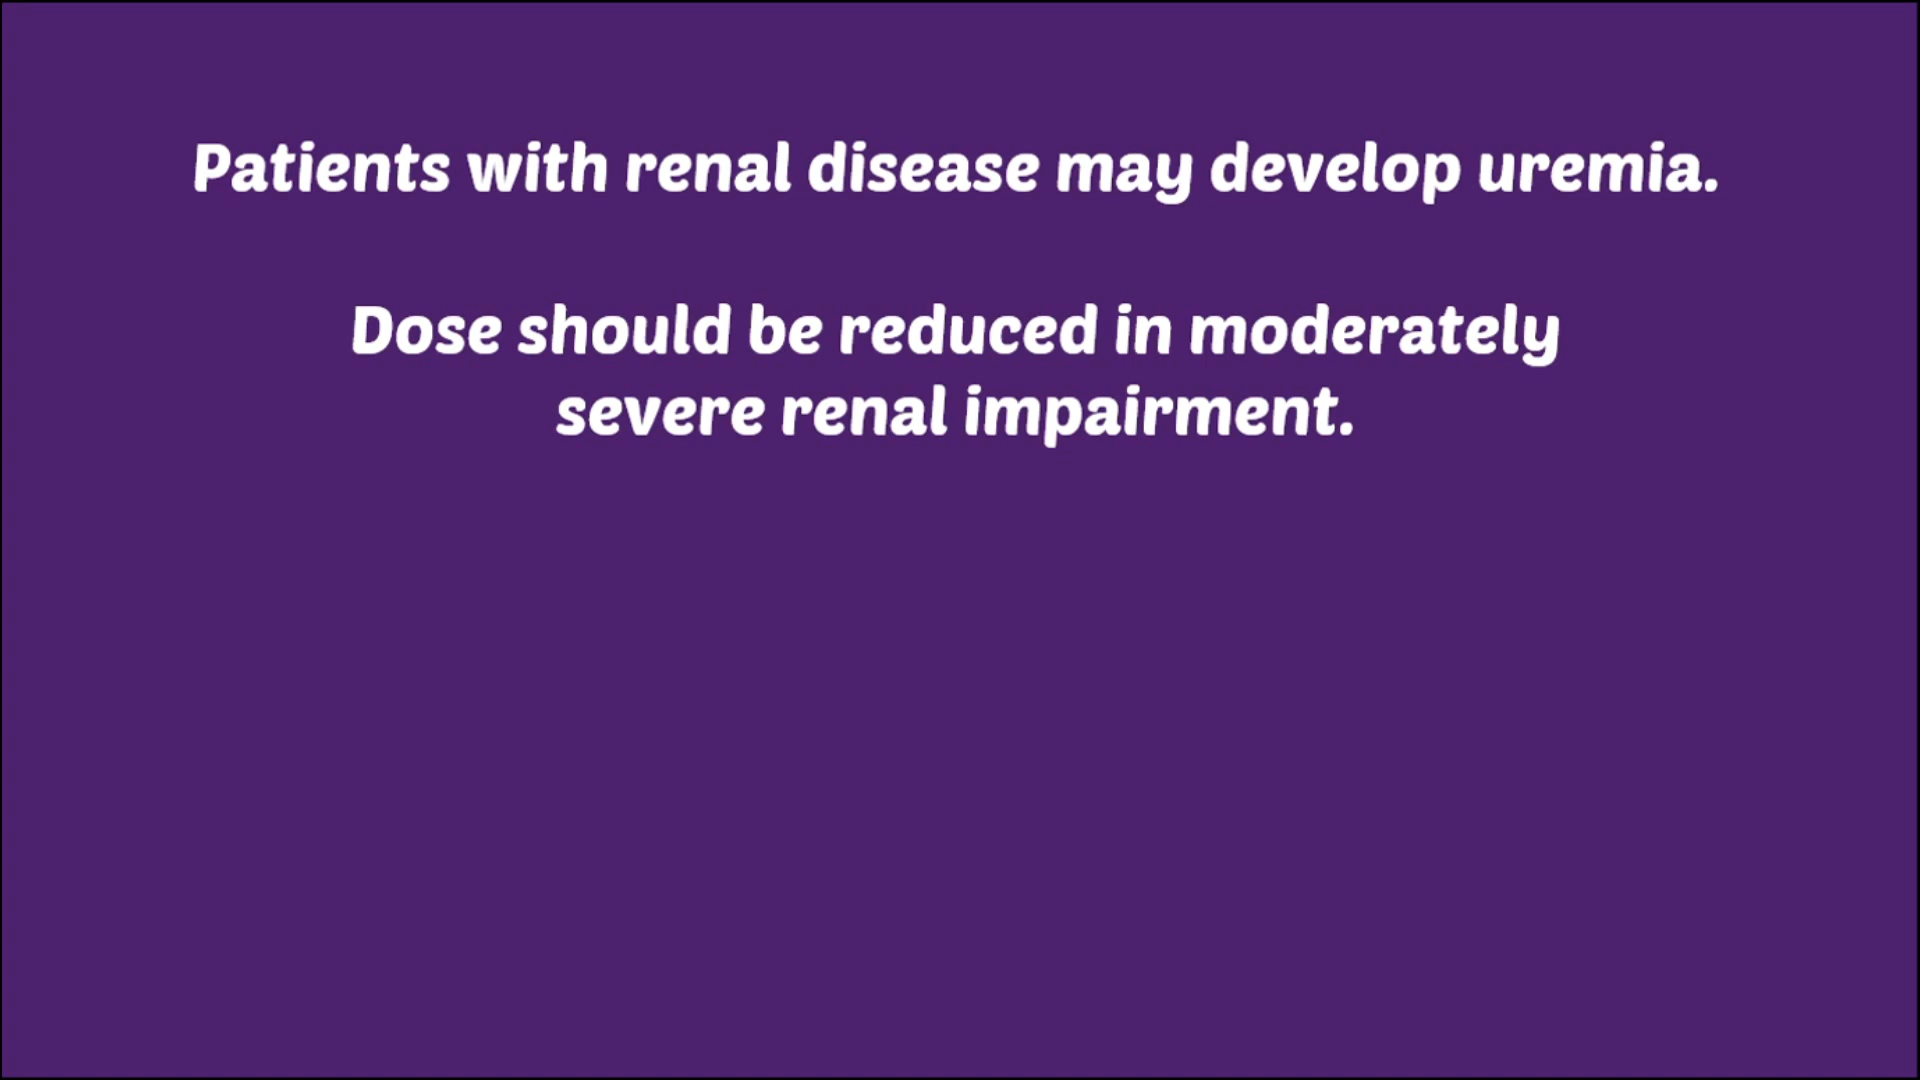 Patients with renal disease may develop uremia.
Dose should be reduced in moderately
severe renal impairment.